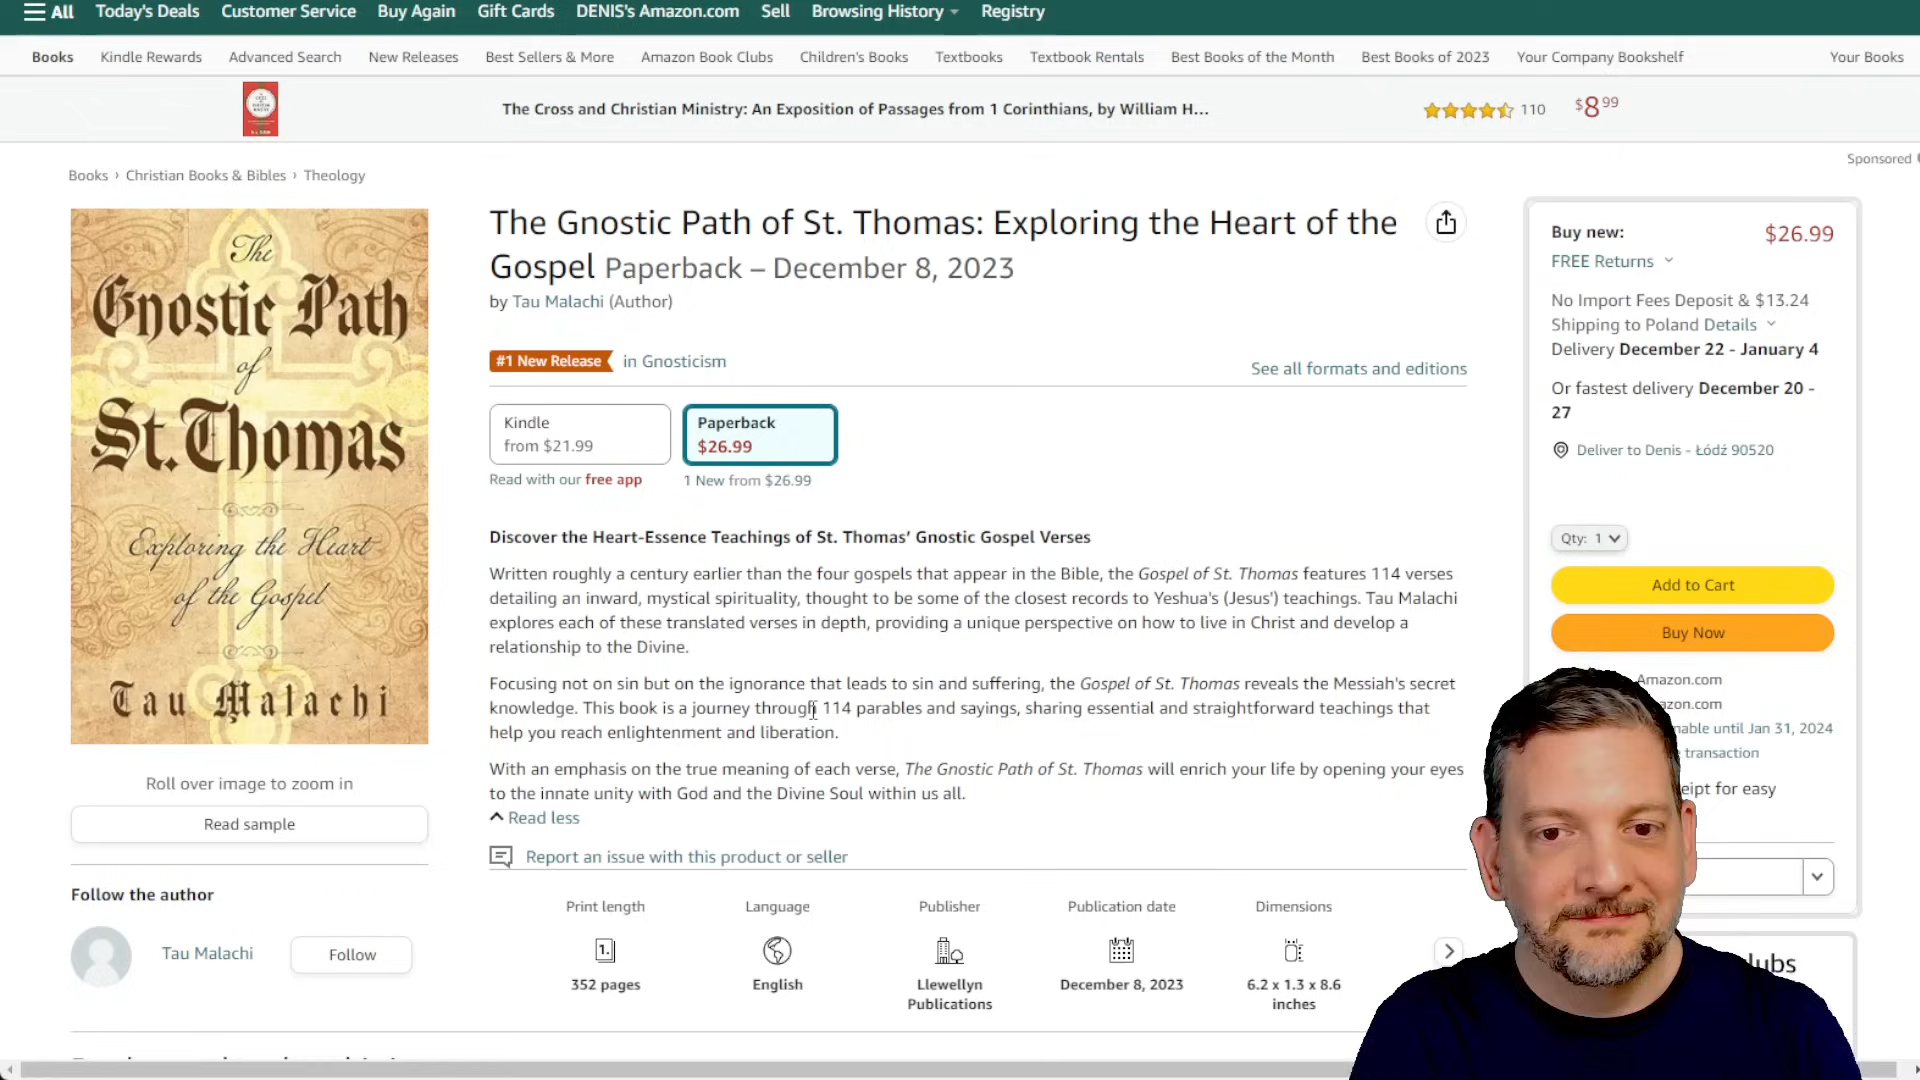 All Today's Deals Customer Service Buy Again Gift Cards DENIS's Amazon.com Sell Browsing History Registry
Books Kindle Rewards Advanced Search New Releases Best Sellers & More Amazon Book Clubs Children's Books Textbooks Textbook Rentals Best Books of the Month Best Books of 2023 Your Company Bookshelf Your Books
The Cross and Christian Ministry: An Exposition of Passages from 1 Corinthians, by William H... 110 $8 99
Sponsored
Books › Christian Books & Bibles › Theology
The
Gnostic Path
of
St. Thomas
Exploring the Heart
of the Gospel
Tau Malachi
Roll over image to zoom in
Read sample
Follow the author
Tau Malachi Follow
The Gnostic Path of St. Thomas: Exploring the Heart of the
Gospel Paperback – December 8, 2023
by Tau Malachi (Author)
#1 New Release in Gnosticism
See all formats and editions
Kindle
from $21.99
Read with our free app
Paperback
$26.99
1 New from $26.99
Discover the Heart-Essence Teachings of St. Thomas' Gnostic Gospel Verses
Written roughly a century earlier than the four gospels that appear in the Bible, the Gospel of St. Thomas features 114 verses
detailing an inward, mystical spirituality, thought to be some of the closest records to Yeshua's (Jesus') teachings. Tau Malachi
explores each of these translated verses in depth, providing a unique perspective on how to live in Christ and develop a
relationship to the Divine.
Focusing not on sin but on the ignorance that leads to sin and suffering, the Gospel of St. Thomas reveals the Messiah's secret
knowledge. This book is a journey through 114 parables and sayings, sharing essential and straightforward teachings that
help you reach enlightenment and liberation.
With an emphasis on the true meaning of each verse, The Gnostic Path of St. Thomas will enrich your life by opening your eyes
to the innate unity with God and the Divine Soul within us all.
Read less
Report an issue with this product or seller
Print length Language Publisher Publication date Dimensions
1.
352 pages English Llewellyn December 8, 2023 6.2 x 1.3 x 8.6
Publications inches
Buy new: $26.99
FREE Returns
No Import Fees Deposit & $13.24
Shipping to Poland Details
Delivery December 22 - January 4
Or fastest delivery December 20 -
27
Deliver to Denis - Łódź 90520
Qty: 1
Add to Cart
Buy Now
Amazon.com
zon.com
nable until Jan 31, 2024
transaction
eipt for easy
lubs